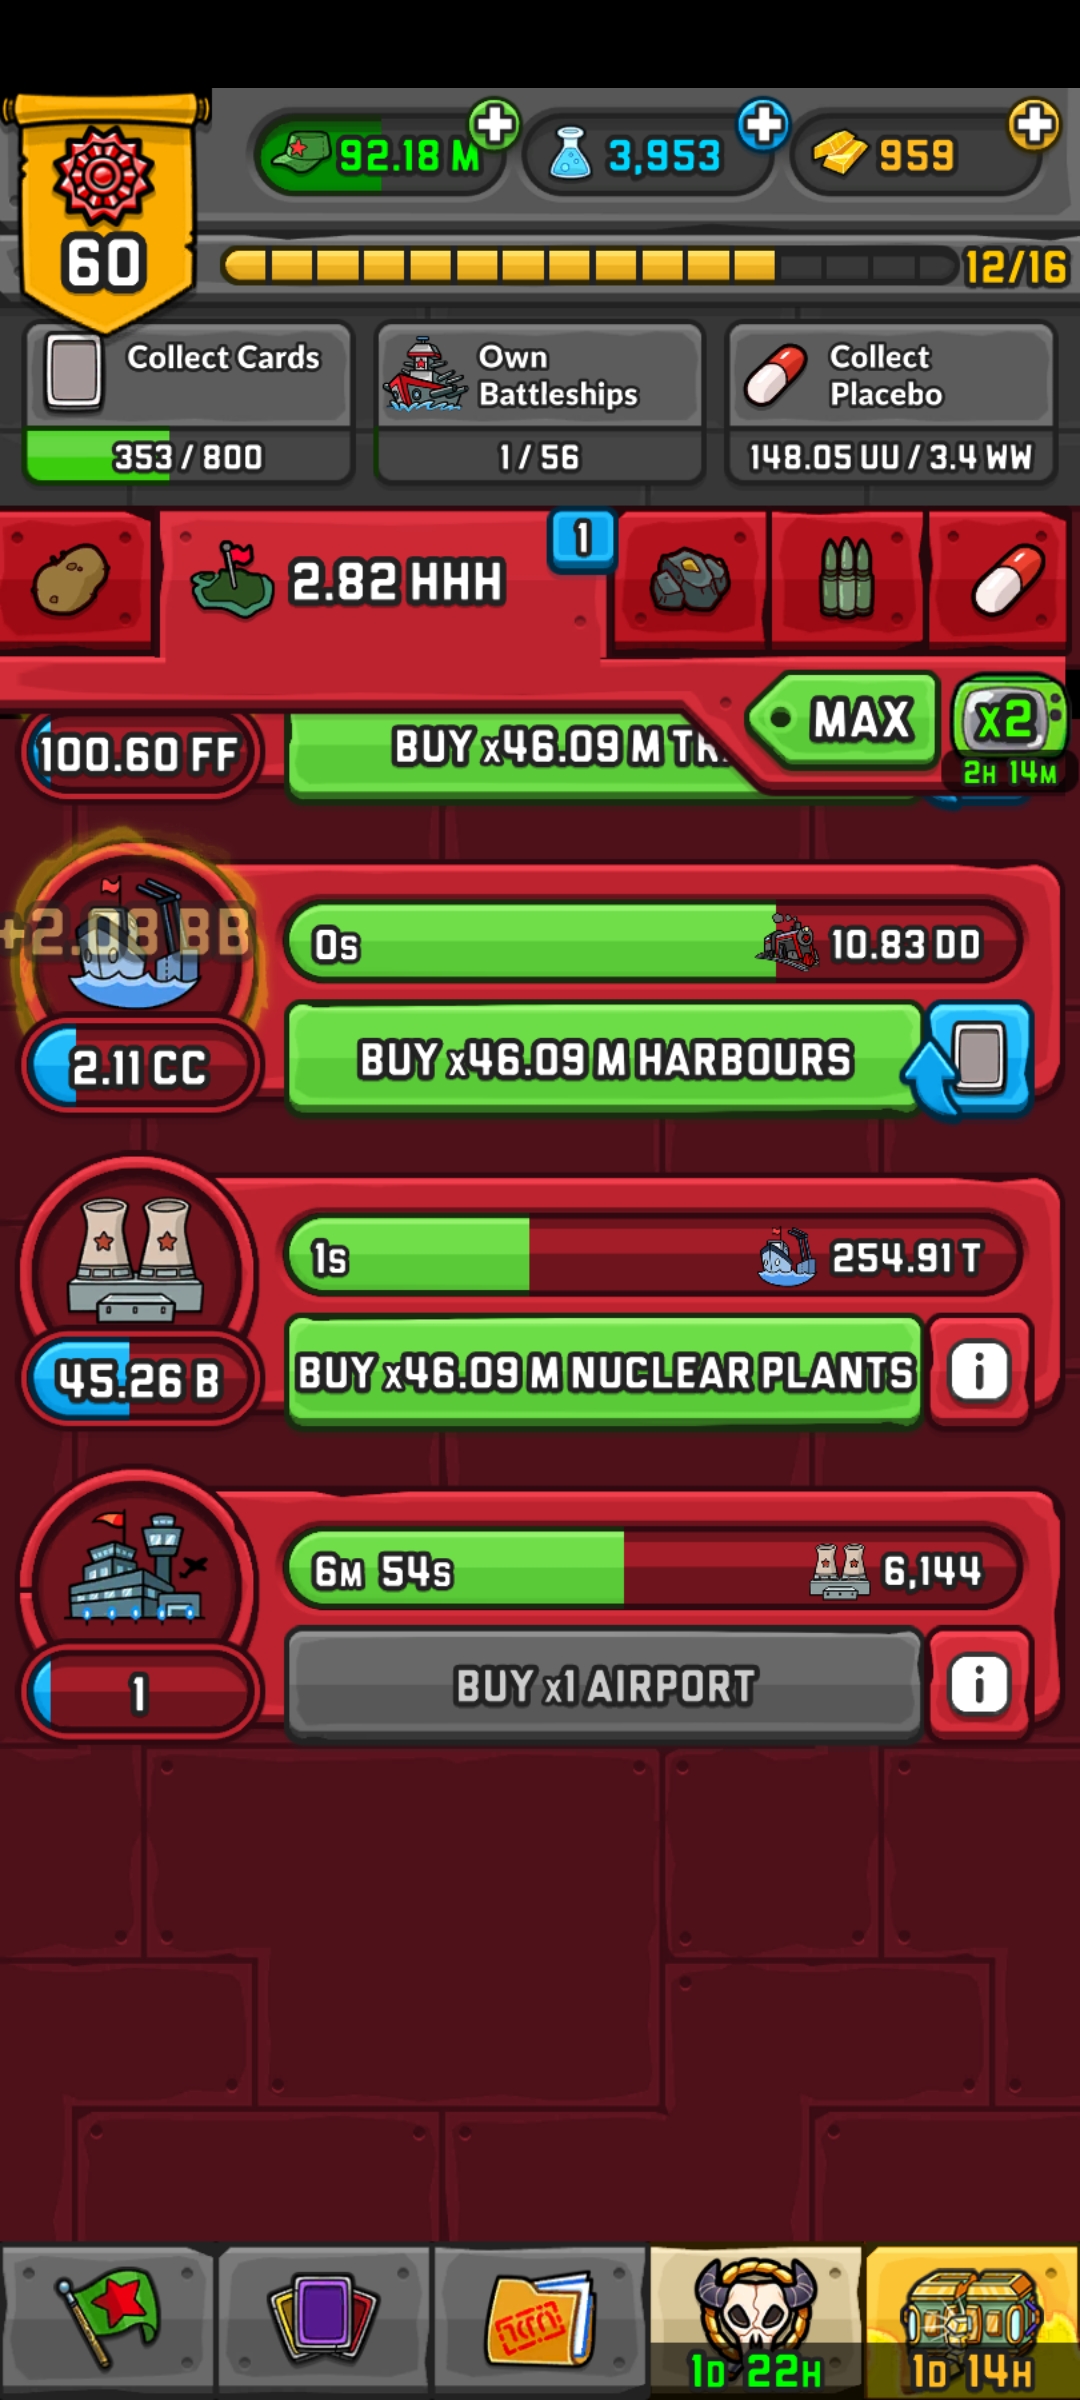 92.18 M
3,953
959
60
12/16
Collect Cards
353 / 800
Own
Battleships
1 / 56
Collect
Placebo
148.05 UU / 3.4 WW
2.82 HHH
1
MAX
x2
2H 14M
100.60 FF
BUY x46.09 M
+2.08 BB
0s
10.83 DD
2.11 CC
BUY x46.09 M HARBOURS
1s
254.91 T
45.26 B
BUY x46.09 M NUCLEAR PLANTS
i
6M 54s
6,144
1
BUY x1 AIRPORT
i
1D 22H
1D 14H